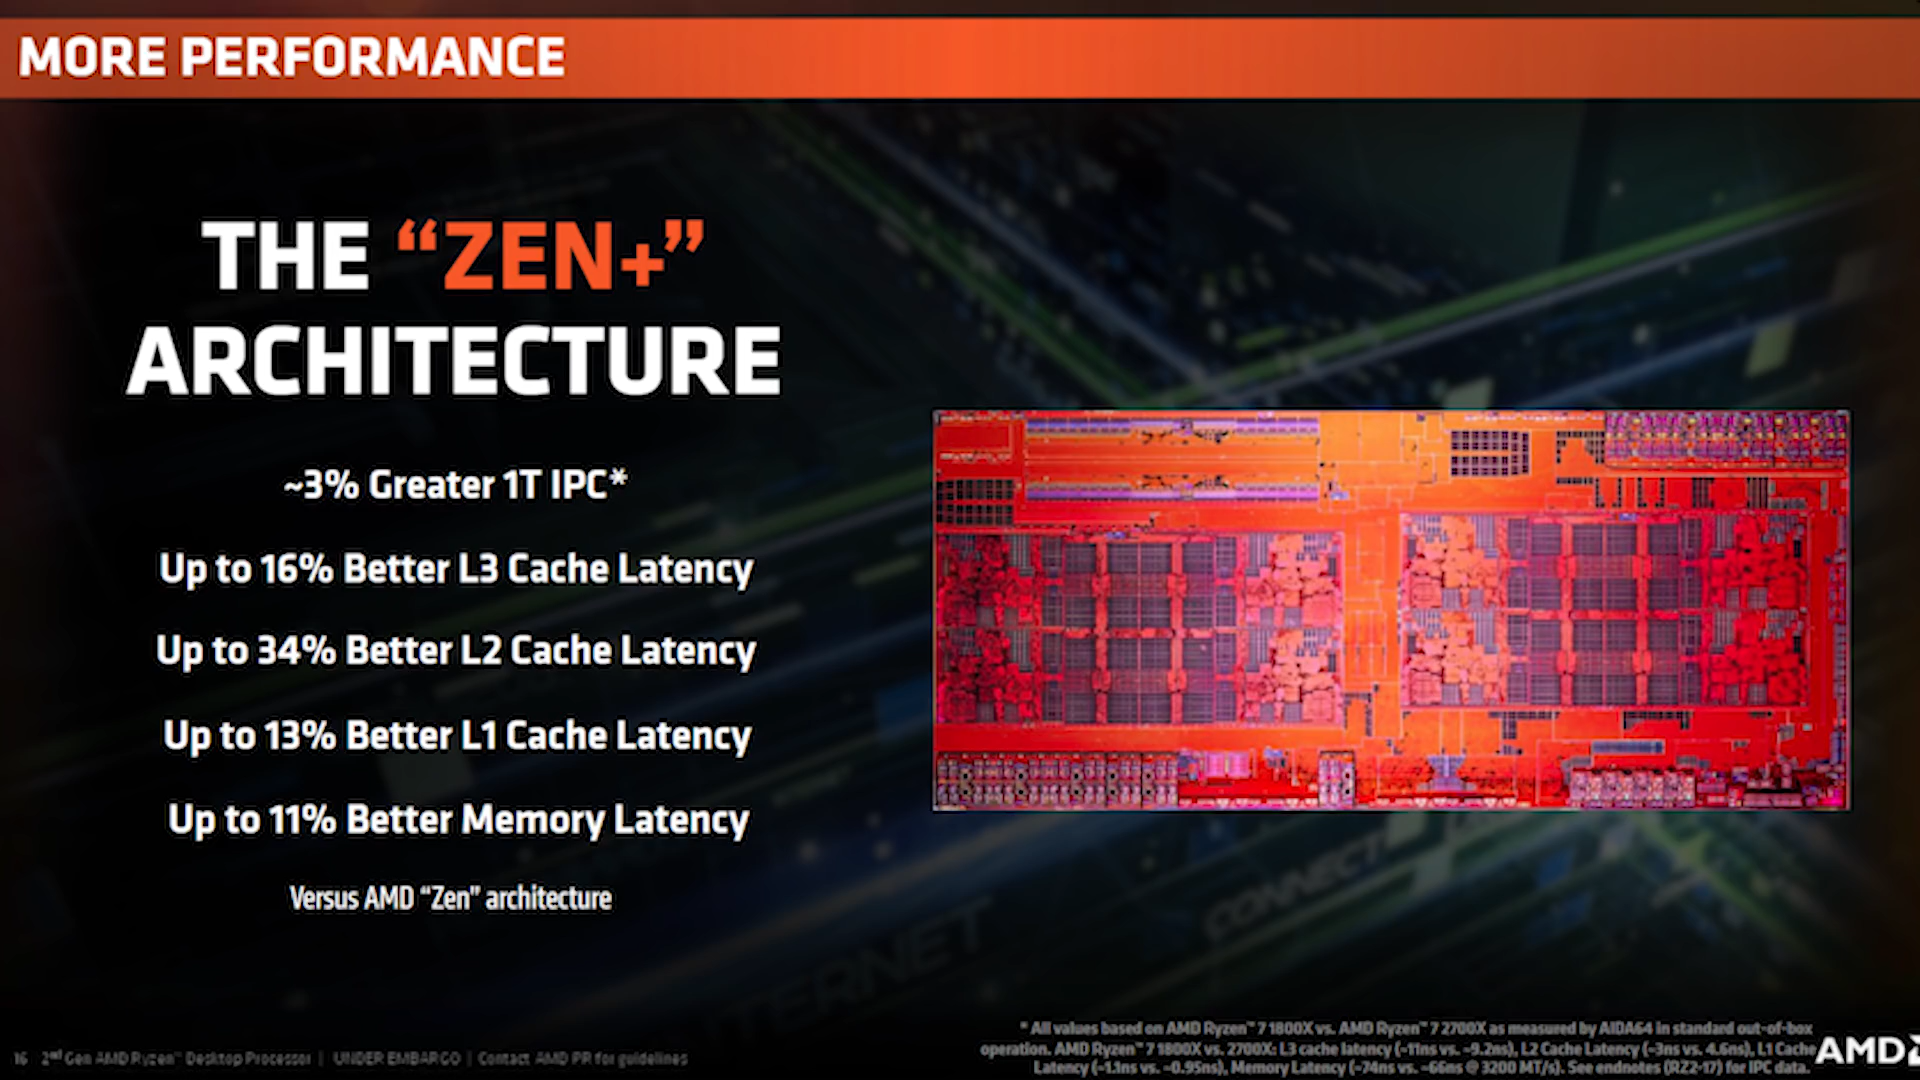 MORE PERFORMANCE
THE “ZEN+”
ARCHITECTURE
~3% Greater 1T IPC*
Up to 16% Better L3 Cache Latency
Up to 34% Better L2 Cache Latency
Up to 13% Better L1 Cache Latency
Up to 11% Better Memory Latency
Versus AMD “Zen” architecture
CONNECT
TERNET
* All values based on AMD Ryzen™ 7 1800X vs. AMD Ryzen™ 7 2700X as measured by AIDA64 in standard out-of-box
operation. AMD Ryzen™ 7 1800X vs. 2700X: L3 cache latency (~11ns vs. ~9.2ns), L2 Cache Latency (~3ns vs. 4.6ns), L1 Cache
Latency (~1.1ns vs. ~0.95ns), Memory Latency (~74ns vs. ~66ns @ 3200 MT/s). See endnotes (RZ2-17) for IPC data.
16 2nd Gen AMD Ryzen™ Desktop Processor | UNDER EMBARGO | Contact AMD PR for guidelines
AMD